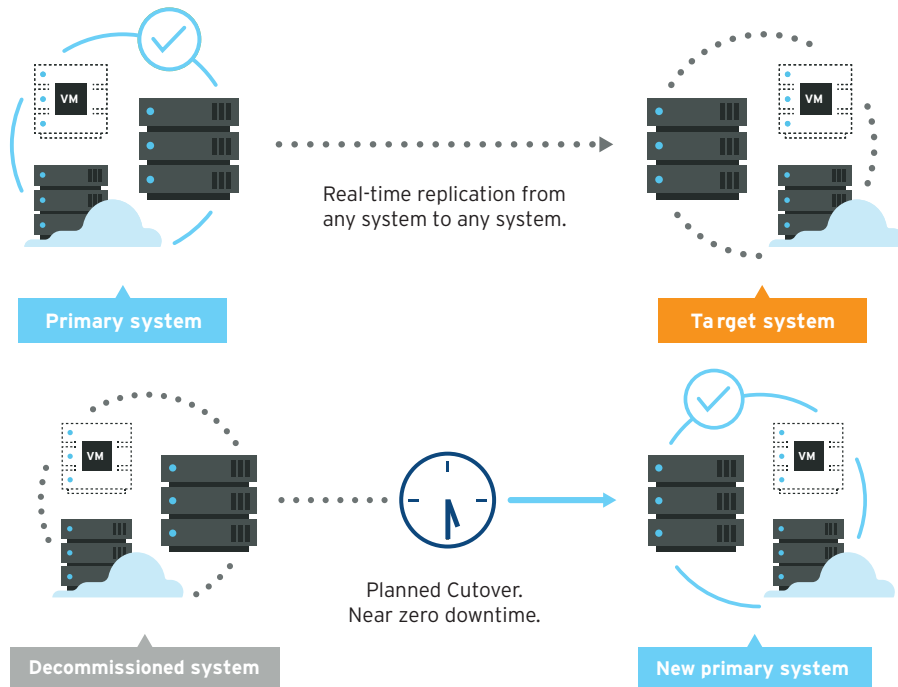 VM
VM
Real-time replication from
any system to any system.
Primary system
Target system
VM
VM
Planned Cutover.
Near zero downtime.
Decommissioned system
New primary system